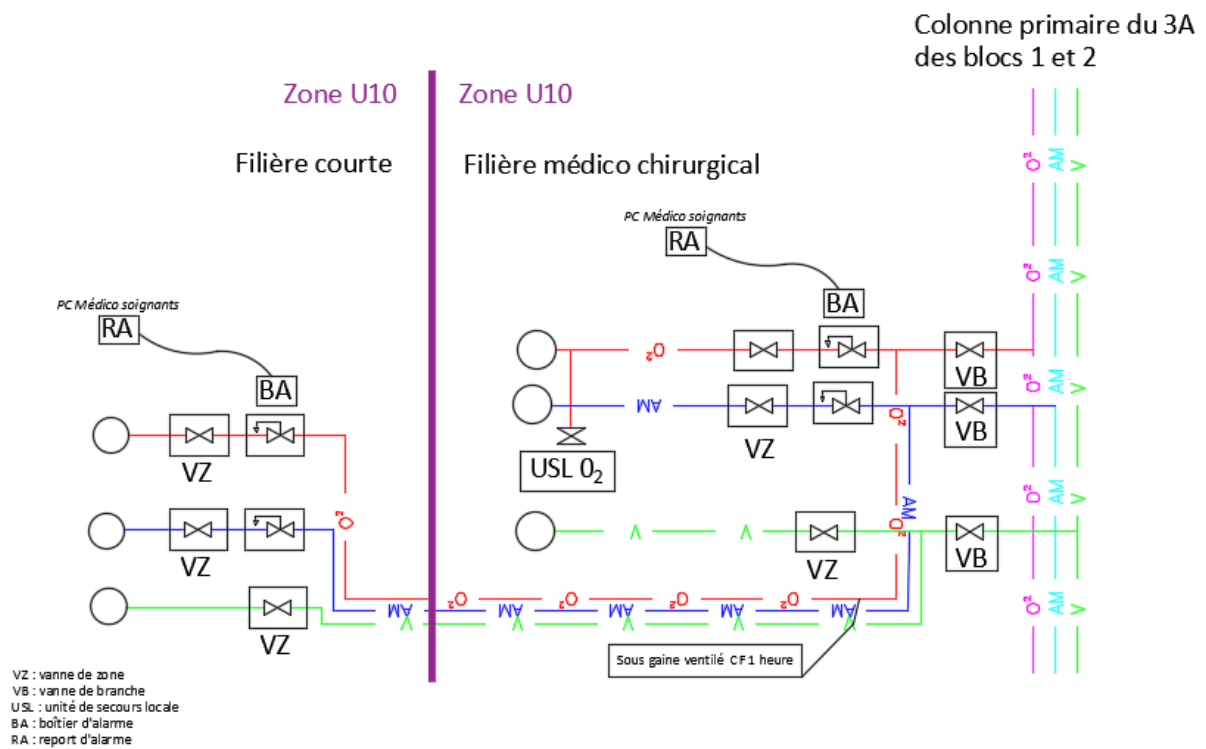 Colonne primaire du 3A
des blocs 1 et 2
Zone U10
Zone U10
Filière courte
Filière médico chirurgical
O² AM V
O² AM V
O² AM V
O² AM V
O² AM V
PC Médico soignants
RA
BA
O²
VB
AM
VZ
VB
O²
USL 0₂
AM
O²
V V
VZ
VB
PC Médico soignants
RA
BA
VZ
O²
VZ
VZ
O² O² O² O²
AM AM AM AM AM
V V V V V
Sous gaine ventilé CF1 heure
VZ : vanne de zone
VB : vanne de branche
USL : unité de secours locale
BA : boîtier d'alarme
RA : report d'alarme